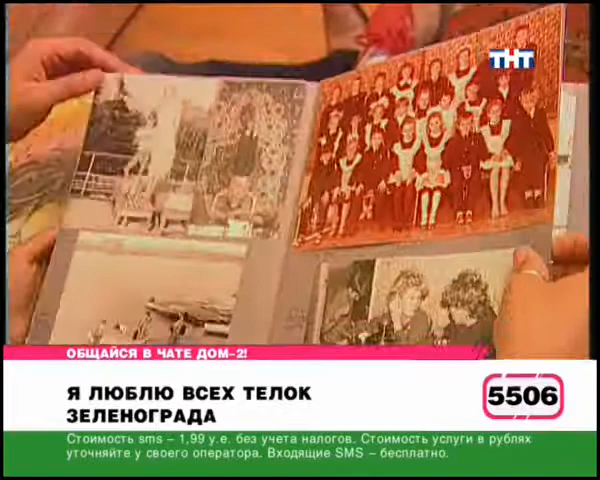 ТНТ
ОБЩАЙСЯ В ЧАТЕ ДОМ-2!
Я ЛЮБЛЮ ВСЕХ ТЕЛОК
ЗЕЛЕНОГРАДА
5506
Стоимость sms – 1,99 у.е. без учета налогов. Стоимость услуги в рублях
уточняйте у своего оператора. Входящие SMS – бесплатно.